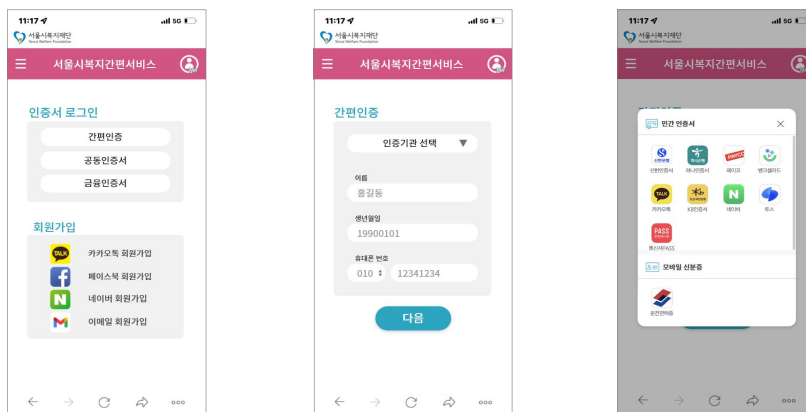 11:17
5G
서울시복지재단
Seoul Welfare Foundation
서울시복지간편서비스
인증서 로그인
간편인증
공동인증서
금융인증서
회원가입
TALK
카카오톡 회원가입
페이스북 회원가입
네이버 회원가입
이메일 회원가입
11:17
5G
서울시복지재단
Seoul Welfare Foundation
서울시복지간편서비스
간편인증
인증기관 선택 ▼
이름
홍길동
생년월일
19900101
휴대폰 번호
010 12341234
다음
11:17
5G
서울시복지재단
Seoul Welfare Foundation
서울시복지간편서비스
민간 인증서
신한인증서 하나인증서 페이코 뱅크샐러드
카카오톡 KB인증서 네이버 토스
통신사PASS
모바일 신분증
운전면허증